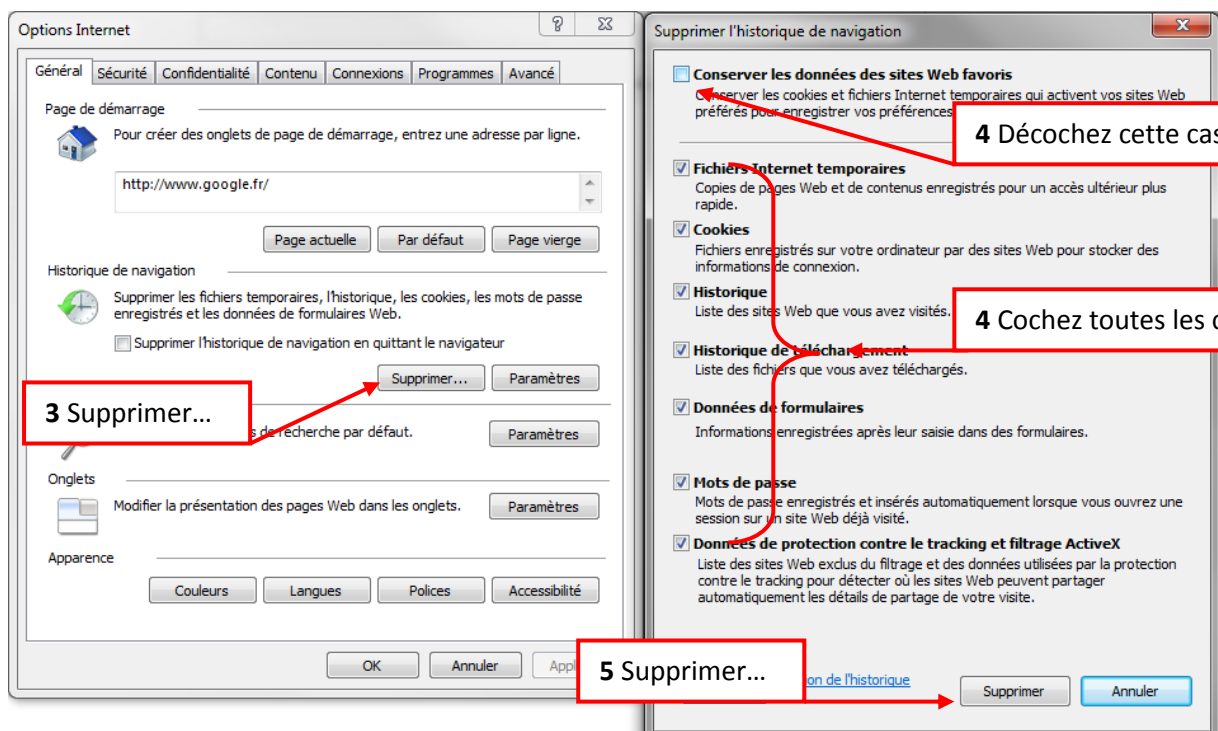 Options Internet
Général Sécurité Confidentialité Contenu Connexions Programmes Avancé
Page de démarrage
Pour créer des onglets de page de démarrage, entrez une adresse par ligne.
http://www.google.fr/
Page actuelle Par défaut Page vierge
Historique de navigation
Supprimer les fichiers temporaires, l'historique, les cookies, les mots de passe
enregistrés et les données de formulaires Web.
Supprimer l'historique de navigation en quittant le navigateur
Supprimer... Paramètres
3 Supprimer…
de recherche par défaut.
Paramètres
Onglets
Modifier la présentation des pages Web dans les onglets.
Paramètres
Apparence
Couleurs Langues Polices Accessibilité
OK Annuler Appl
Supprimer l'historique de navigation
Conserver les données des sites Web favoris
Conserver les cookies et fichiers Internet temporaires qui activent vos sites Web
préférés pour enregistrer vos préférences
4 Décochez cette cas
Fichiers Internet temporaires
Copies de pages Web et de contenus enregistrés pour un accès ultérieur plus
rapide.
Cookies
Fichiers enregistrés sur votre ordinateur par des sites Web pour stocker des
informations de connexion.
Historique
Liste des sites Web que vous avez visités.
4 Cochez toutes les c
Historique de téléchargement
Liste des fichiers que vous avez téléchargés.
Données de formulaires
Informations enregistrées après leur saisie dans des formulaires.
Mots de passe
Mots de passe enregistrés et insérés automatiquement lorsque vous ouvrez une
session sur un site Web déjà visité.
Données de protection contre le tracking et filtrage ActiveX
Liste des sites Web exclus du filtrage et des données utilisées par la protection
contre le tracking pour détecter où les sites Web peuvent partager
automatiquement les détails de partage de votre visite.
5 Supprimer…
on de l'historique
Supprimer Annuler